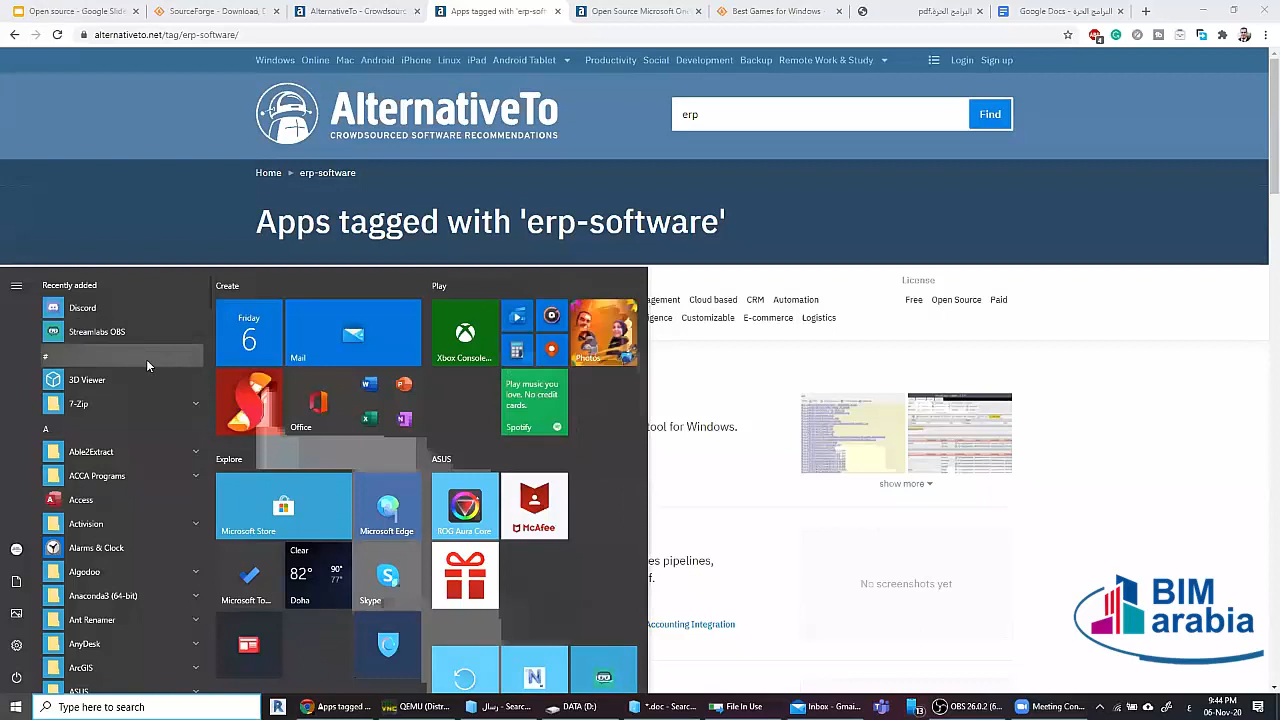 Google source - Google Slid
SourceForge - Download, D
AlternativeTo - Crowdsourc
Apps tagged with 'erp-soft
Open Source Microsoft On
Best Games for Windows
البرامج الحرة.pdf
البرامج الحرة - Google Docs
alternativeto.net/tag/erp-software/
Windows Online Mac Android iPhone Linux iPad Android Tablet Productivity Social Development Backup Remote Work & Study Login Sign up
AlternativeTo
CROWDSOURCED SOFTWARE RECOMMENDATIONS
erp
Find
Home ▸ erp-software
Apps tagged with 'erp-software'
License
agement Cloud based CRM Automation
Free Open Source Paid
igence Customizable E-commerce Logistics
tool for Windows.
show more
es pipelines,
f.
No screenshots yet
Accounting Integration
BIM
arabia
Recently added
Discord
Streamlabs OBS
#
3D Viewer
7-Zip
A
Able2Extract
ACCA Programs
Access
Activision
Alarms & Clock
Algodoo
Anaconda3 (64-bit)
Ant Renamer
AnyDesk
ArcGIS
ASUS
Create
Friday
6
Mail
Office
Play
Xbox Console...
Photos
Play music you
love. No credit
cards.
Spotify
Explore
Microsoft Store
Microsoft Edge
Microsoft To...
Clear
82° 90°
77°
Doha
Skype
ASUS
ROG Aura Core
McAfee
Type here to search
Apps tagged ...
QEMU (Distr...
ارسال - Searc...
DATA (D:)
*.doc - Searc...
File In Use
Inbox - Gmai...
OBS 26.0.2 (6...
Meeting Con...
9:44 PM
06-Nov-20